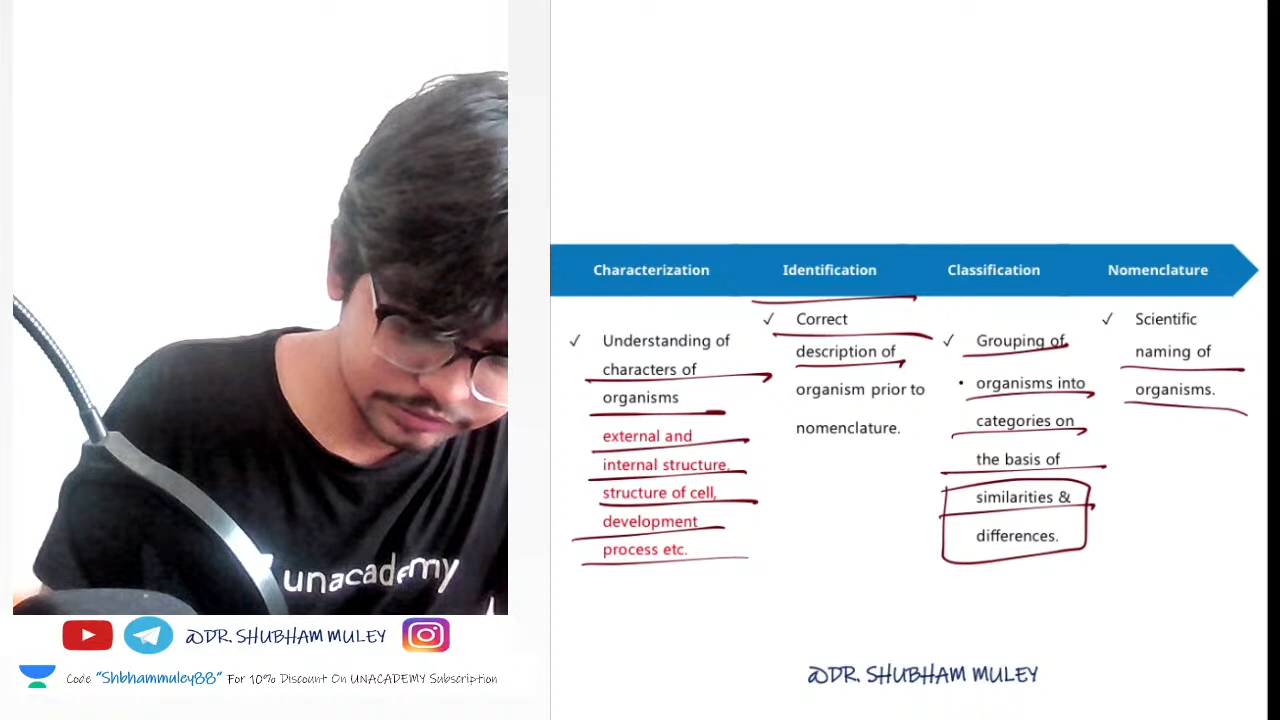 Characterization
Identification
Classification
Nomenclature
✓ Understanding of
characters of
organisms
external and
internal structure,
structure of cell,
development
process etc.
✓ Correct
description of
organism prior to
nomenclature.
✓ Grouping of
• organisms into
categories on
the basis of
similarities &
differences.
✓ Scientific
naming of
organisms.
unacademy
@DR. SHUBHAM MULEY
Code "Shbhammuley88" For 10% Discount On UNACADEMY Subscription
@DR. SHUBHAM MULEY